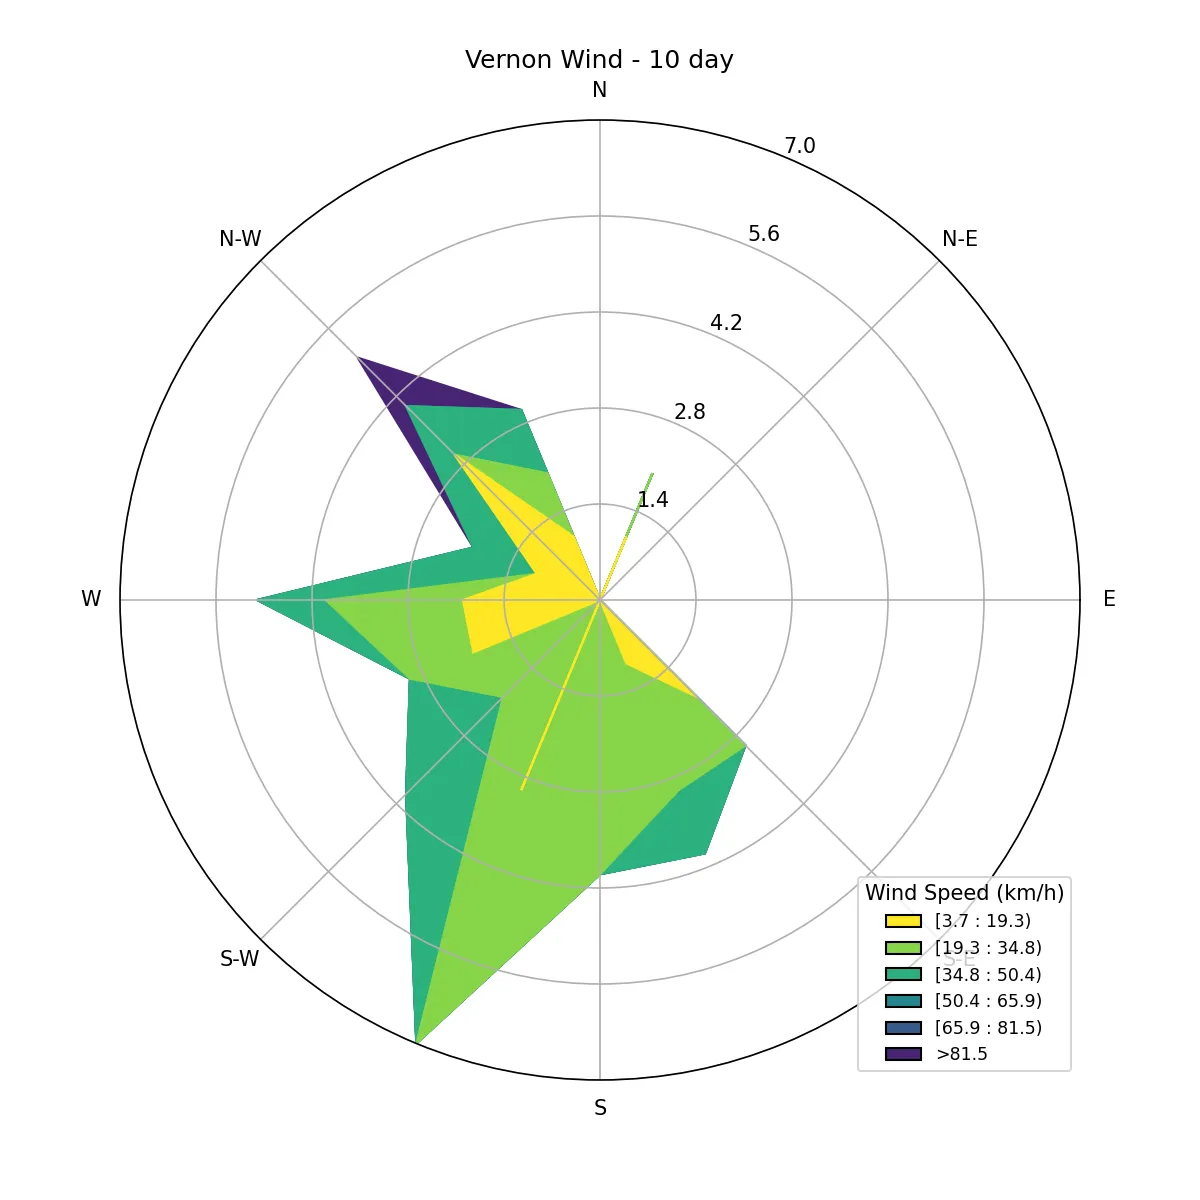 Vernon Wind - 10 day
N
7.0
N-W
5.6
N-E
4.2
2.8
1.4
W
E
Wind Speed (km/h)
[3.7 : 19.3)
[19.3 : 34.8)
S-W
S-E
[34.8 : 50.4)
[50.4 : 65.9)
[65.9 : 81.5)
>81.5
S